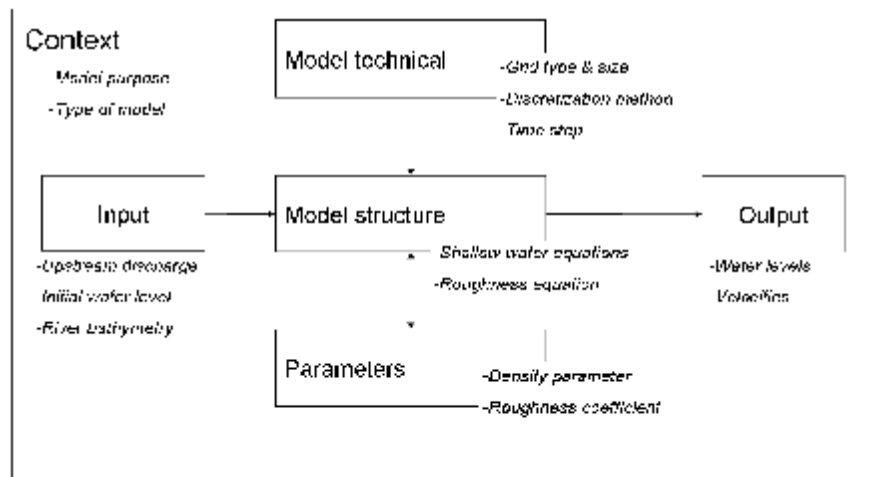 Context
Model purpose
-Type of model
Model technical
-Grid type & size
-Discretization method
Time step
Input
-Upstream discharge
Initial water level
-River bathymetry
Model structure
Shallow water equations
-Roughness equation
Output
-Water levels
Velocities
Parameters
-Density parameter
-Roughness coefficient